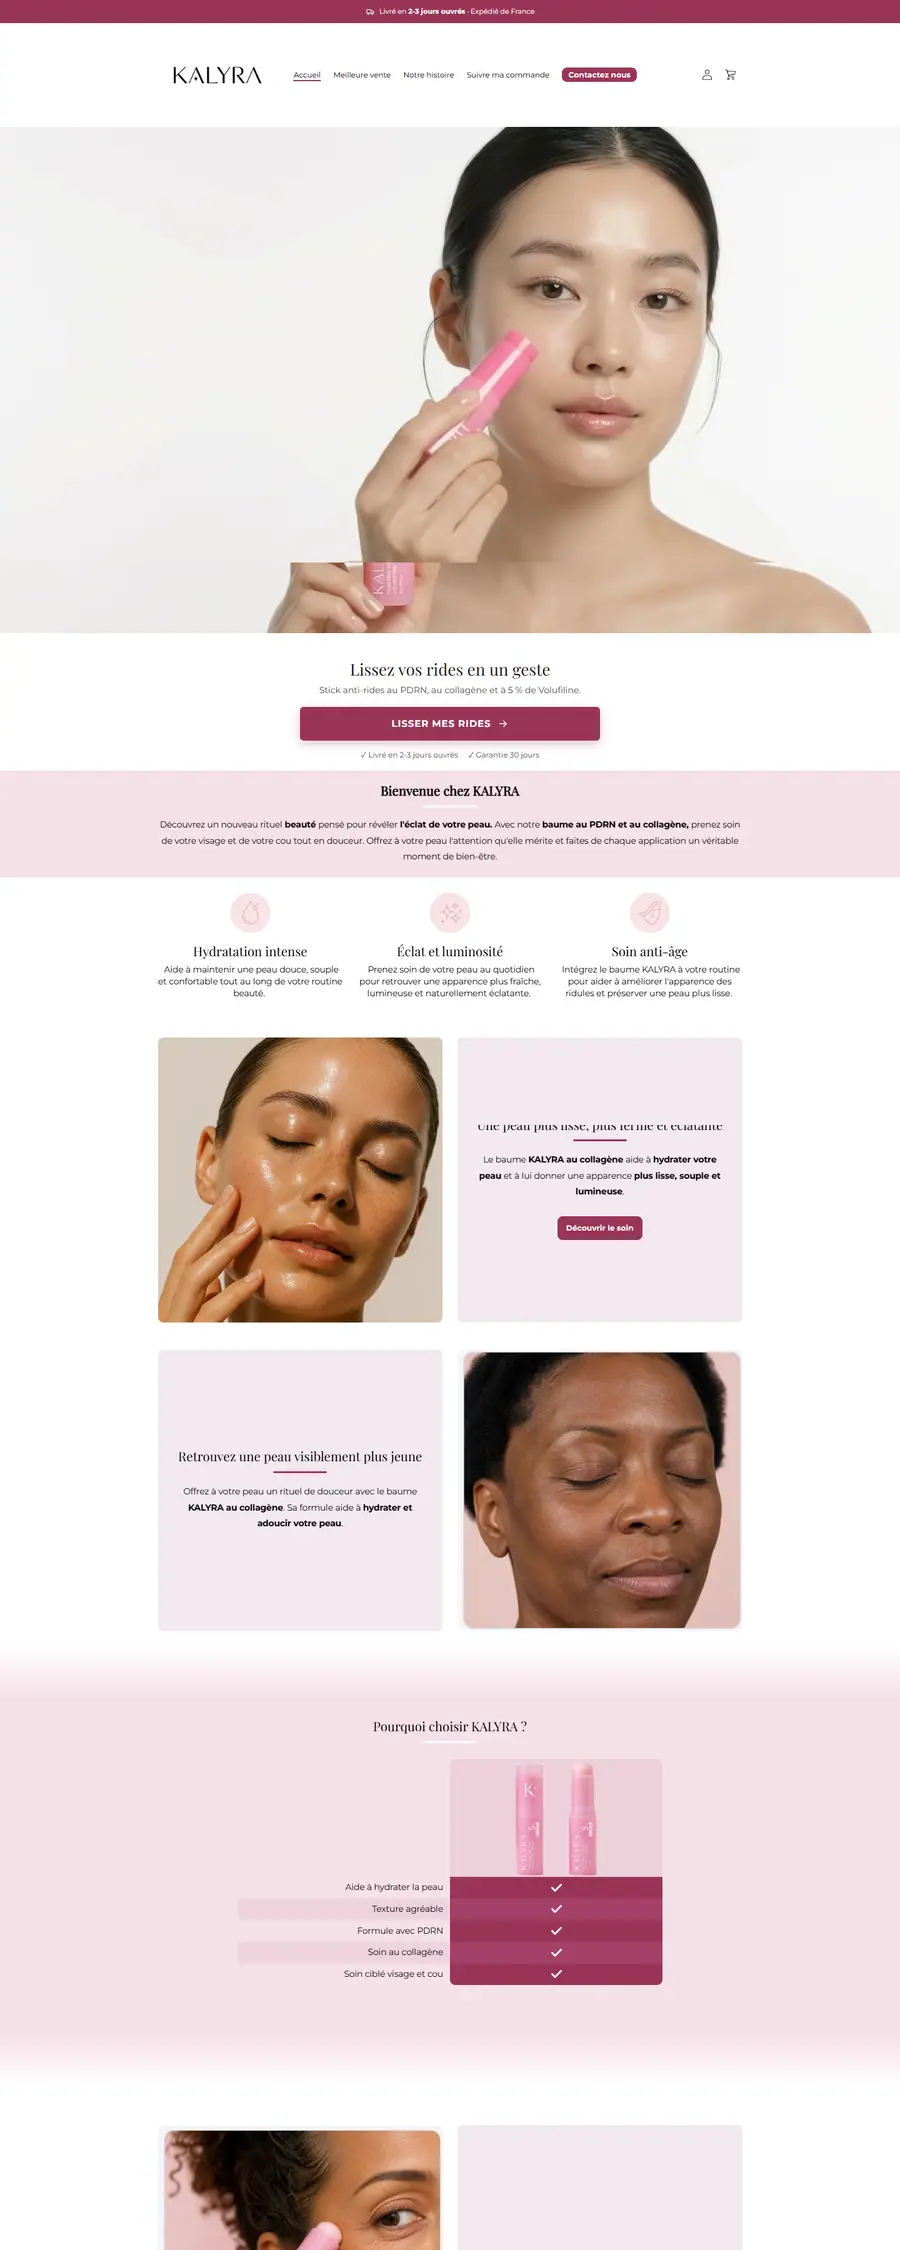 Livré en 2-3 jours ouvrés - Expédié de France
KALYRA
Accueil
Meilleure vente
Notre histoire
Suivre ma commande
Contactez nous
KAL
Lissez vos rides en un geste
Stick anti-rides au PDRN, au collagène et à 5 % de Volufiline.
LISSER MES RIDES →
✓ Livré en 2-3 jours ouvrés ✓ Garantie 30 jours
Bienvenue chez KALYRA
Découvrez un nouveau rituel beauté pensé pour révéler l'éclat de votre peau. Avec notre baume au PDRN et au collagène, prenez soin
de votre visage et de votre cou tout en douceur. Offrez à votre peau l'attention qu'elle mérite et faites de chaque application un véritable
moment de bien-être.
Hydratation intense
Aide à maintenir une peau douce, souple
et confortable tout au long de votre routine
beauté.
Éclat et luminosité
Prenez soin de votre peau au quotidien
pour retrouver une apparence plus fraîche,
lumineuse et naturellement éclatante.
Soin anti-âge
Intégrez le baume KALYRA à votre routine
pour aider à améliorer l'apparence des
ridules et préserver une peau plus lisse.
Une peau plus lisse, plus ferme et éclatante
Le baume KALYRA au collagène aide à hydrater votre
peau et à lui donner une apparence plus lisse, souple et
lumineuse.
Découvrir le soin
Retrouvez une peau visiblement plus jeune
Offrez à votre peau un rituel de douceur avec le baume
KALYRA au collagène. Sa formule aide à hydrater et
adoucir votre peau.
Pourquoi choisir KALYRA ?
K
KALYRA
KALYRA
Aide à hydrater la peau
Texture agréable
Formule avec PDRN
Soin au collagène
Soin ciblé visage et cou